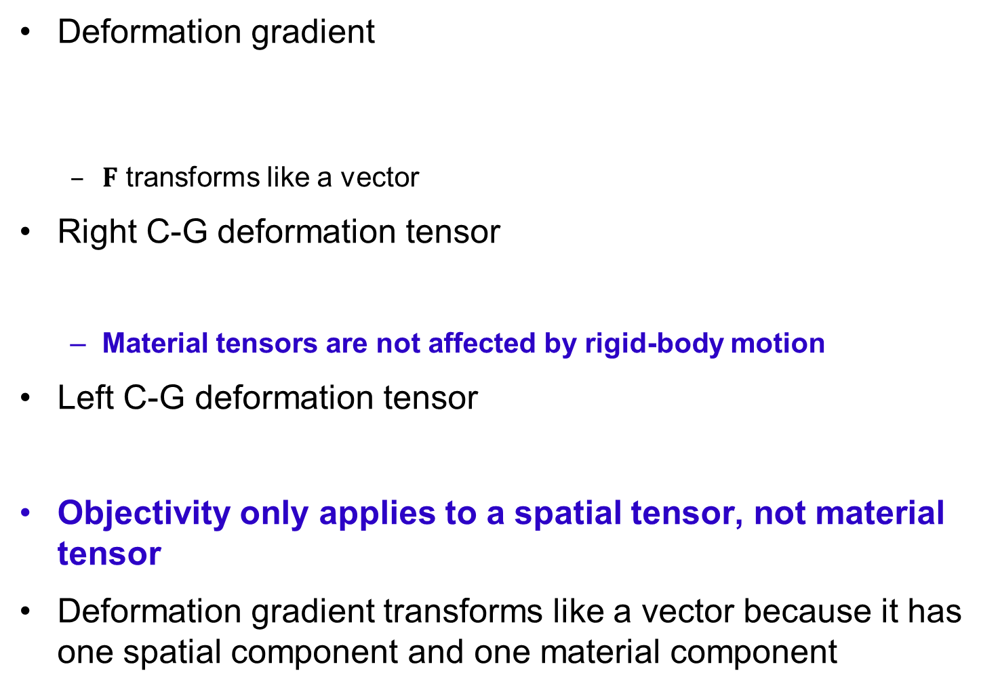 • Deformation gradient
– F transforms like a vector
• Right C-G deformation tensor
– Material tensors are not affected by rigid-body motion
• Left C-G deformation tensor
• Objectivity only applies to a spatial tensor, not material
tensor
• Deformation gradient transforms like a vector because it has
one spatial component and one material component